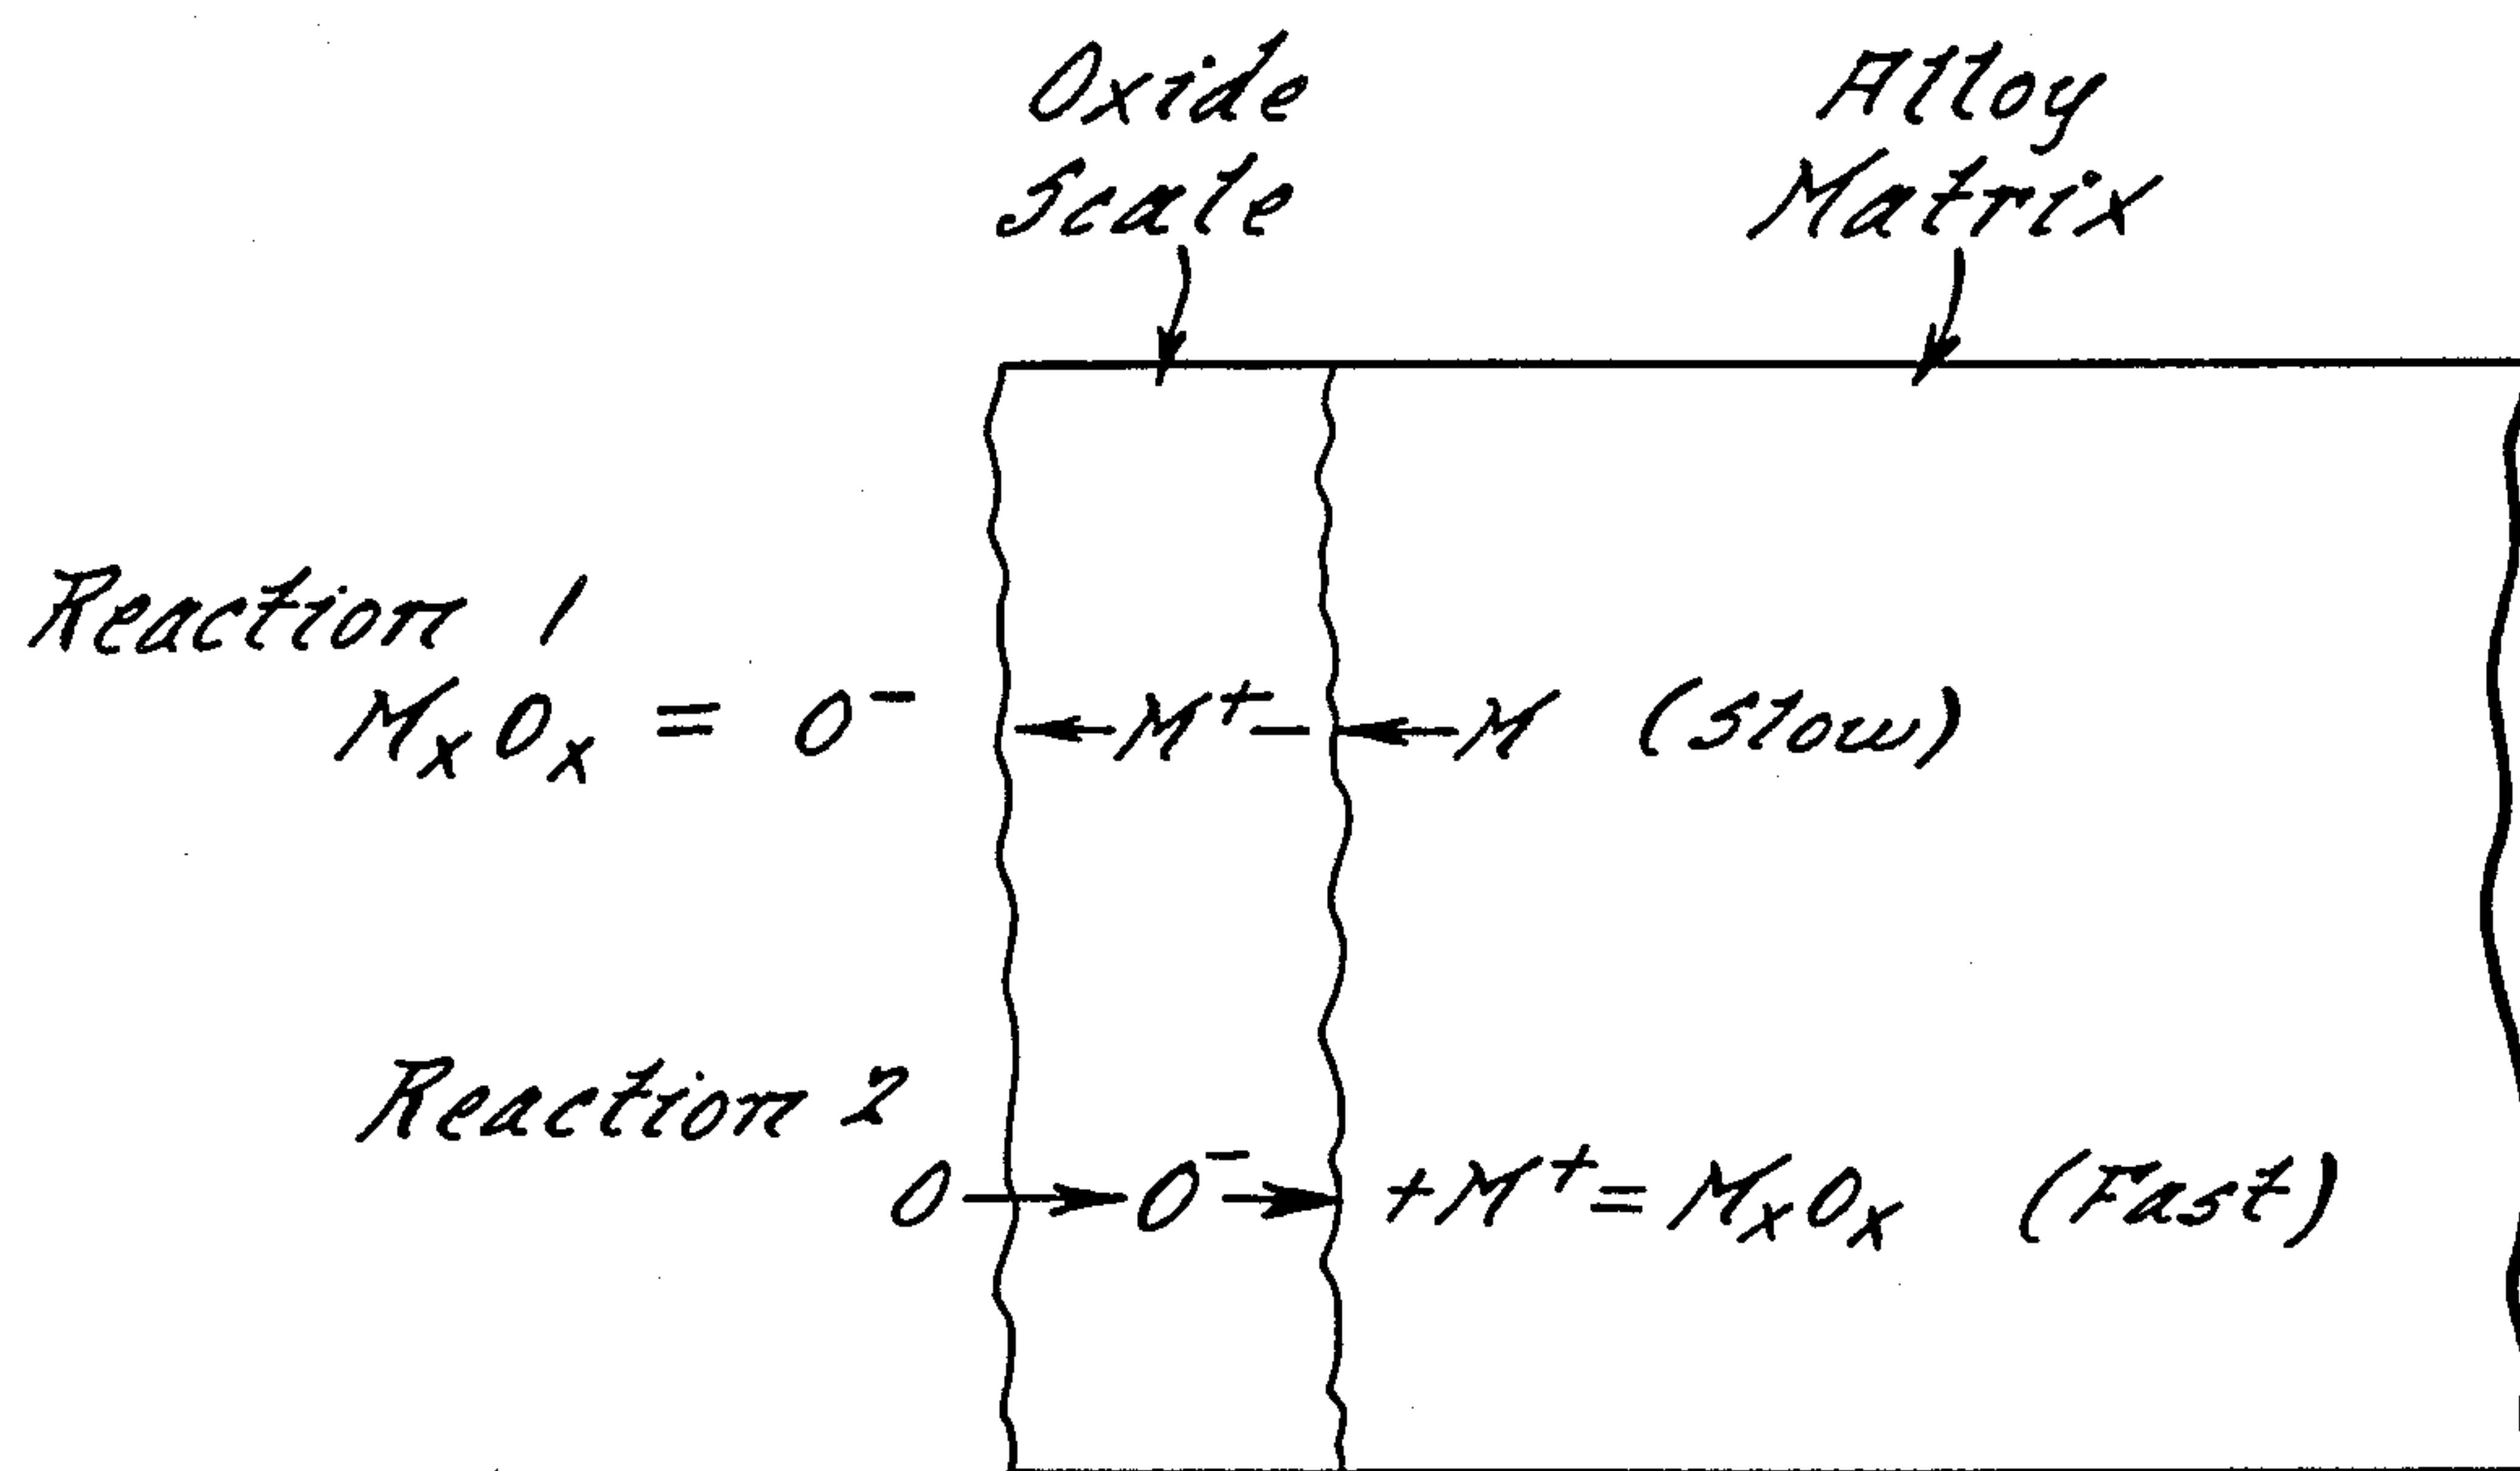 Oxide
Scale
Alloy
Matrix
Reaction 1
MₓOₓ = O⁻ ← M⁺ — ← M (Slow)
Reaction 2
O → O⁻ → +M⁺ = MₓOₓ (Fast)